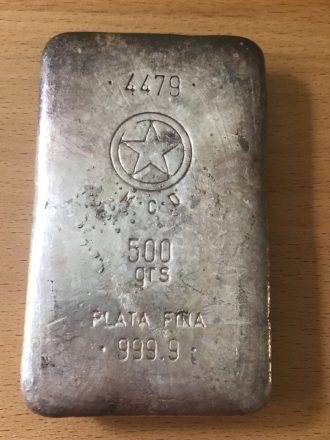 · 4479 ·
500
grs
PLATA FINA
· 999.9 ·